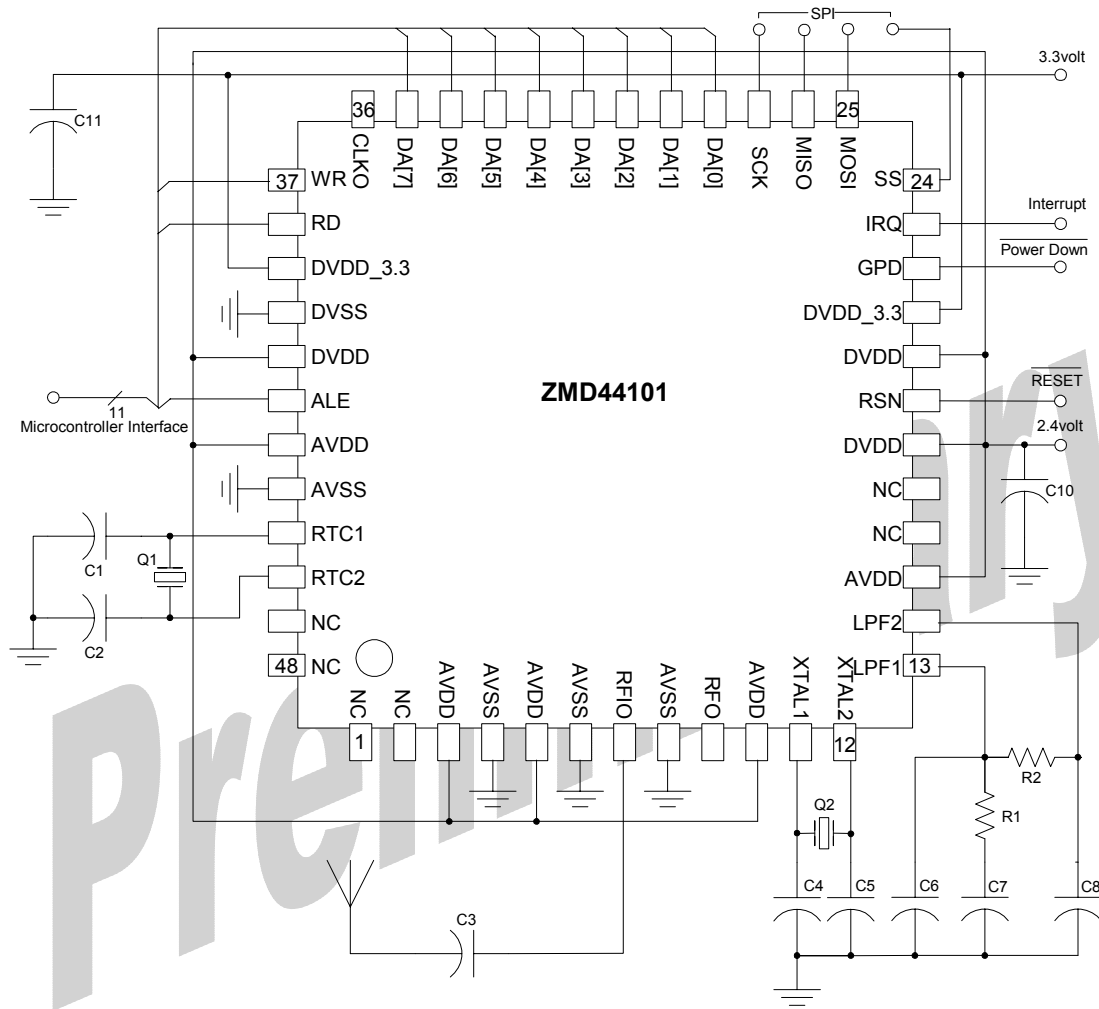 SPI
3.3volt
C11
36
25
CLKO
DA[7]
DA[6]
DA[5]
DA[4]
DA[3]
DA[2]
DA[1]
DA[0]
SCK
MISO
MOSI
37
WR
SS
24
RD
IRQ
Interrupt
DVDD_3.3
GPD
Power Down
DVSS
DVDD_3.3
DVDD
DVDD
ZMD44101
ALE
RSN
RESET
11
Microcontroller Interface
AVDD
DVDD
2.4volt
AVSS
NC
C10
RTC1
NC
C1
Q1
RTC2
AVDD
C2
NC
LPF2
48
NC
LPF1
13
NC
NC
AVDD
AVSS
AVDD
AVSS
RFIO
AVSS
RFO
AVDD
XTAL1
XTAL2
1
12
R2
Q2
R1
C4
C5
C6
C7
C8
C3